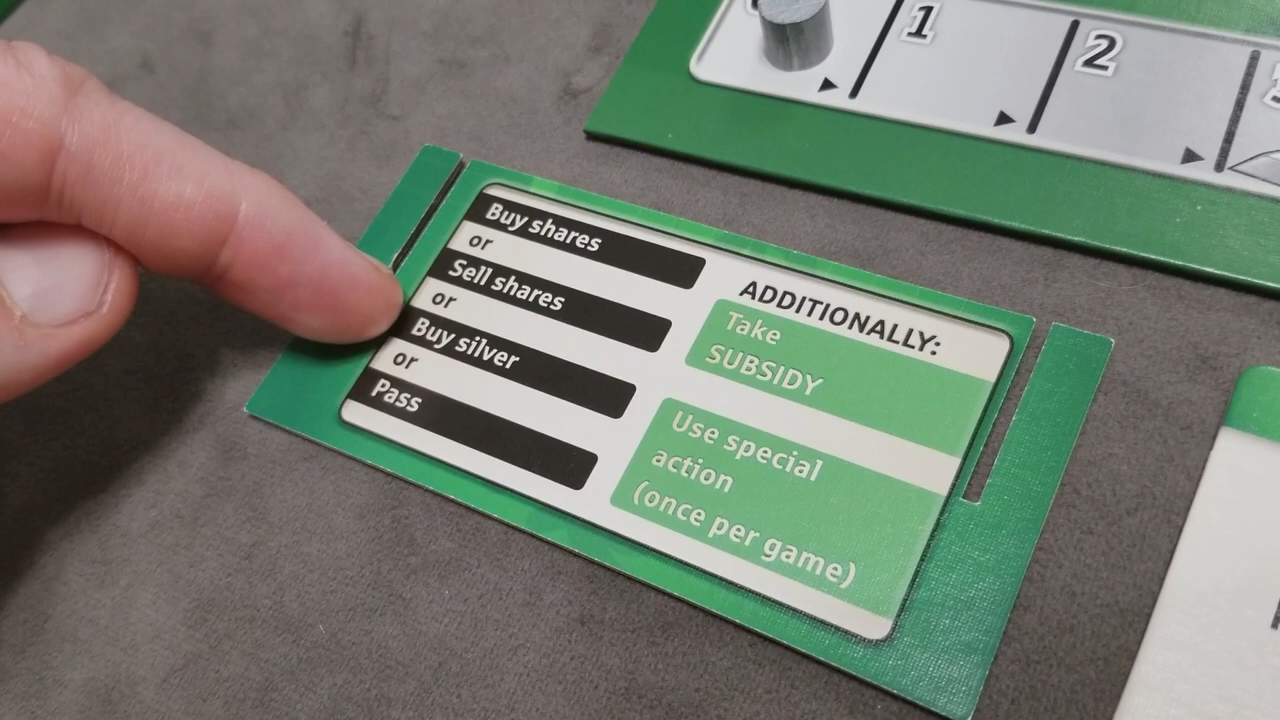 1
2
Buy shares
or
Sell shares
or
Buy silver
or
Pass
ADDITIONALLY:
Take
SUBSIDY
Use special
action
(once per game)